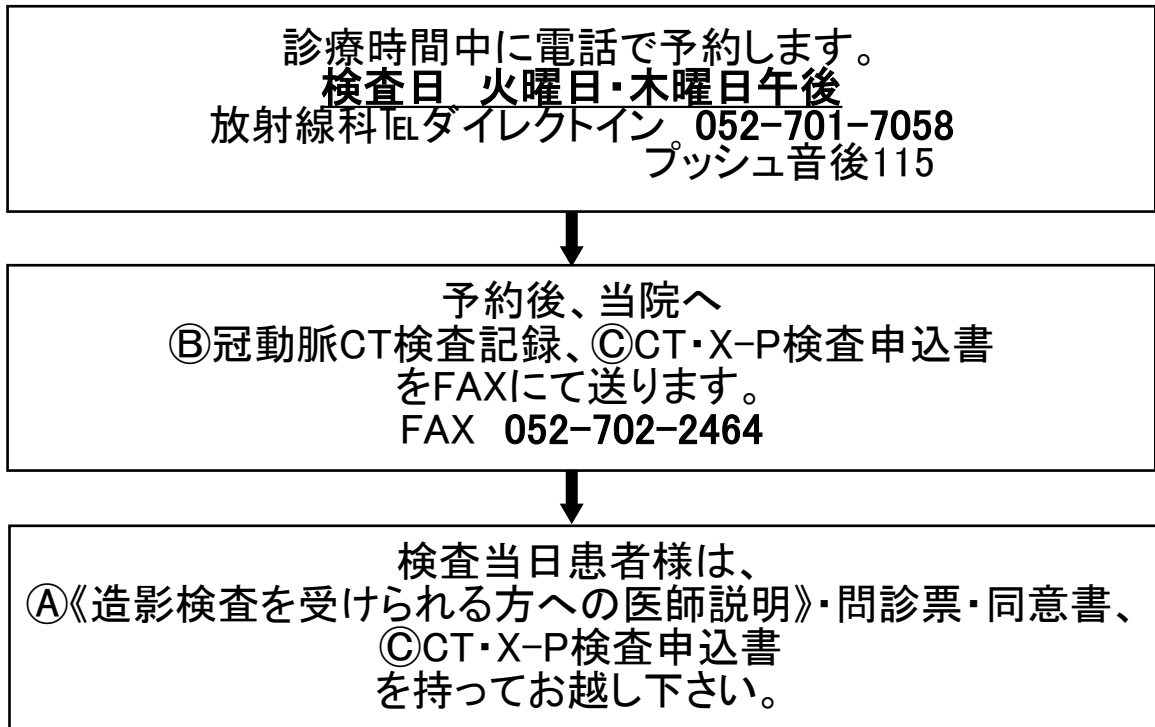 診療時間中に電話で予約します。
検査日　火曜日・木曜日午後
放射線科℡ダイレクトイン　052-701-7058
プッシュ音後115
予約後、当院へ
Ⓑ冠動脈CT検査記録、ⒸCT・X-P検査申込書
をFAXにて送ります。
FAX　052-702-2464
検査当日患者様は、
Ⓐ《造影検査を受けられる方への医師説明》・問診票・同意書、
ⒸCT・X-P検査申込書
を持ってお越し下さい。